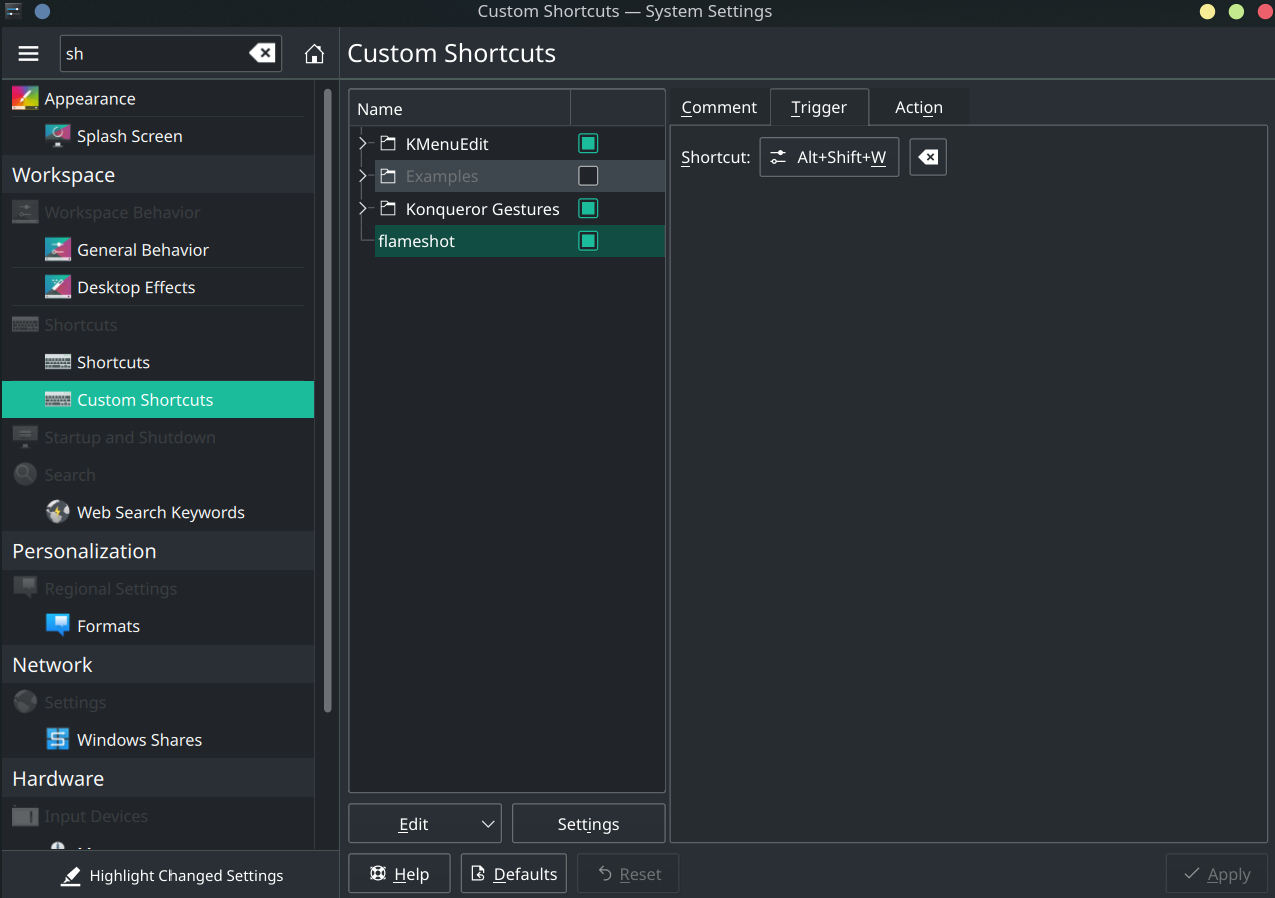 Custom Shortcuts — System Settings
sh
Custom Shortcuts
Appearance
Splash Screen
Workspace
Workspace Behavior
General Behavior
Desktop Effects
Shortcuts
Shortcuts
Custom Shortcuts
Startup and Shutdown
Search
Web Search Keywords
Personalization
Regional Settings
Formats
Network
Settings
Windows Shares
Hardware
Input Devices
Highlight Changed Settings
Name
KMenuEdit
Examples
Konqueror Gestures
flameshot
Edit
Settings
Comment
Trigger
Action
Shortcut: Alt+Shift+W
Help
Defaults
Reset
Apply